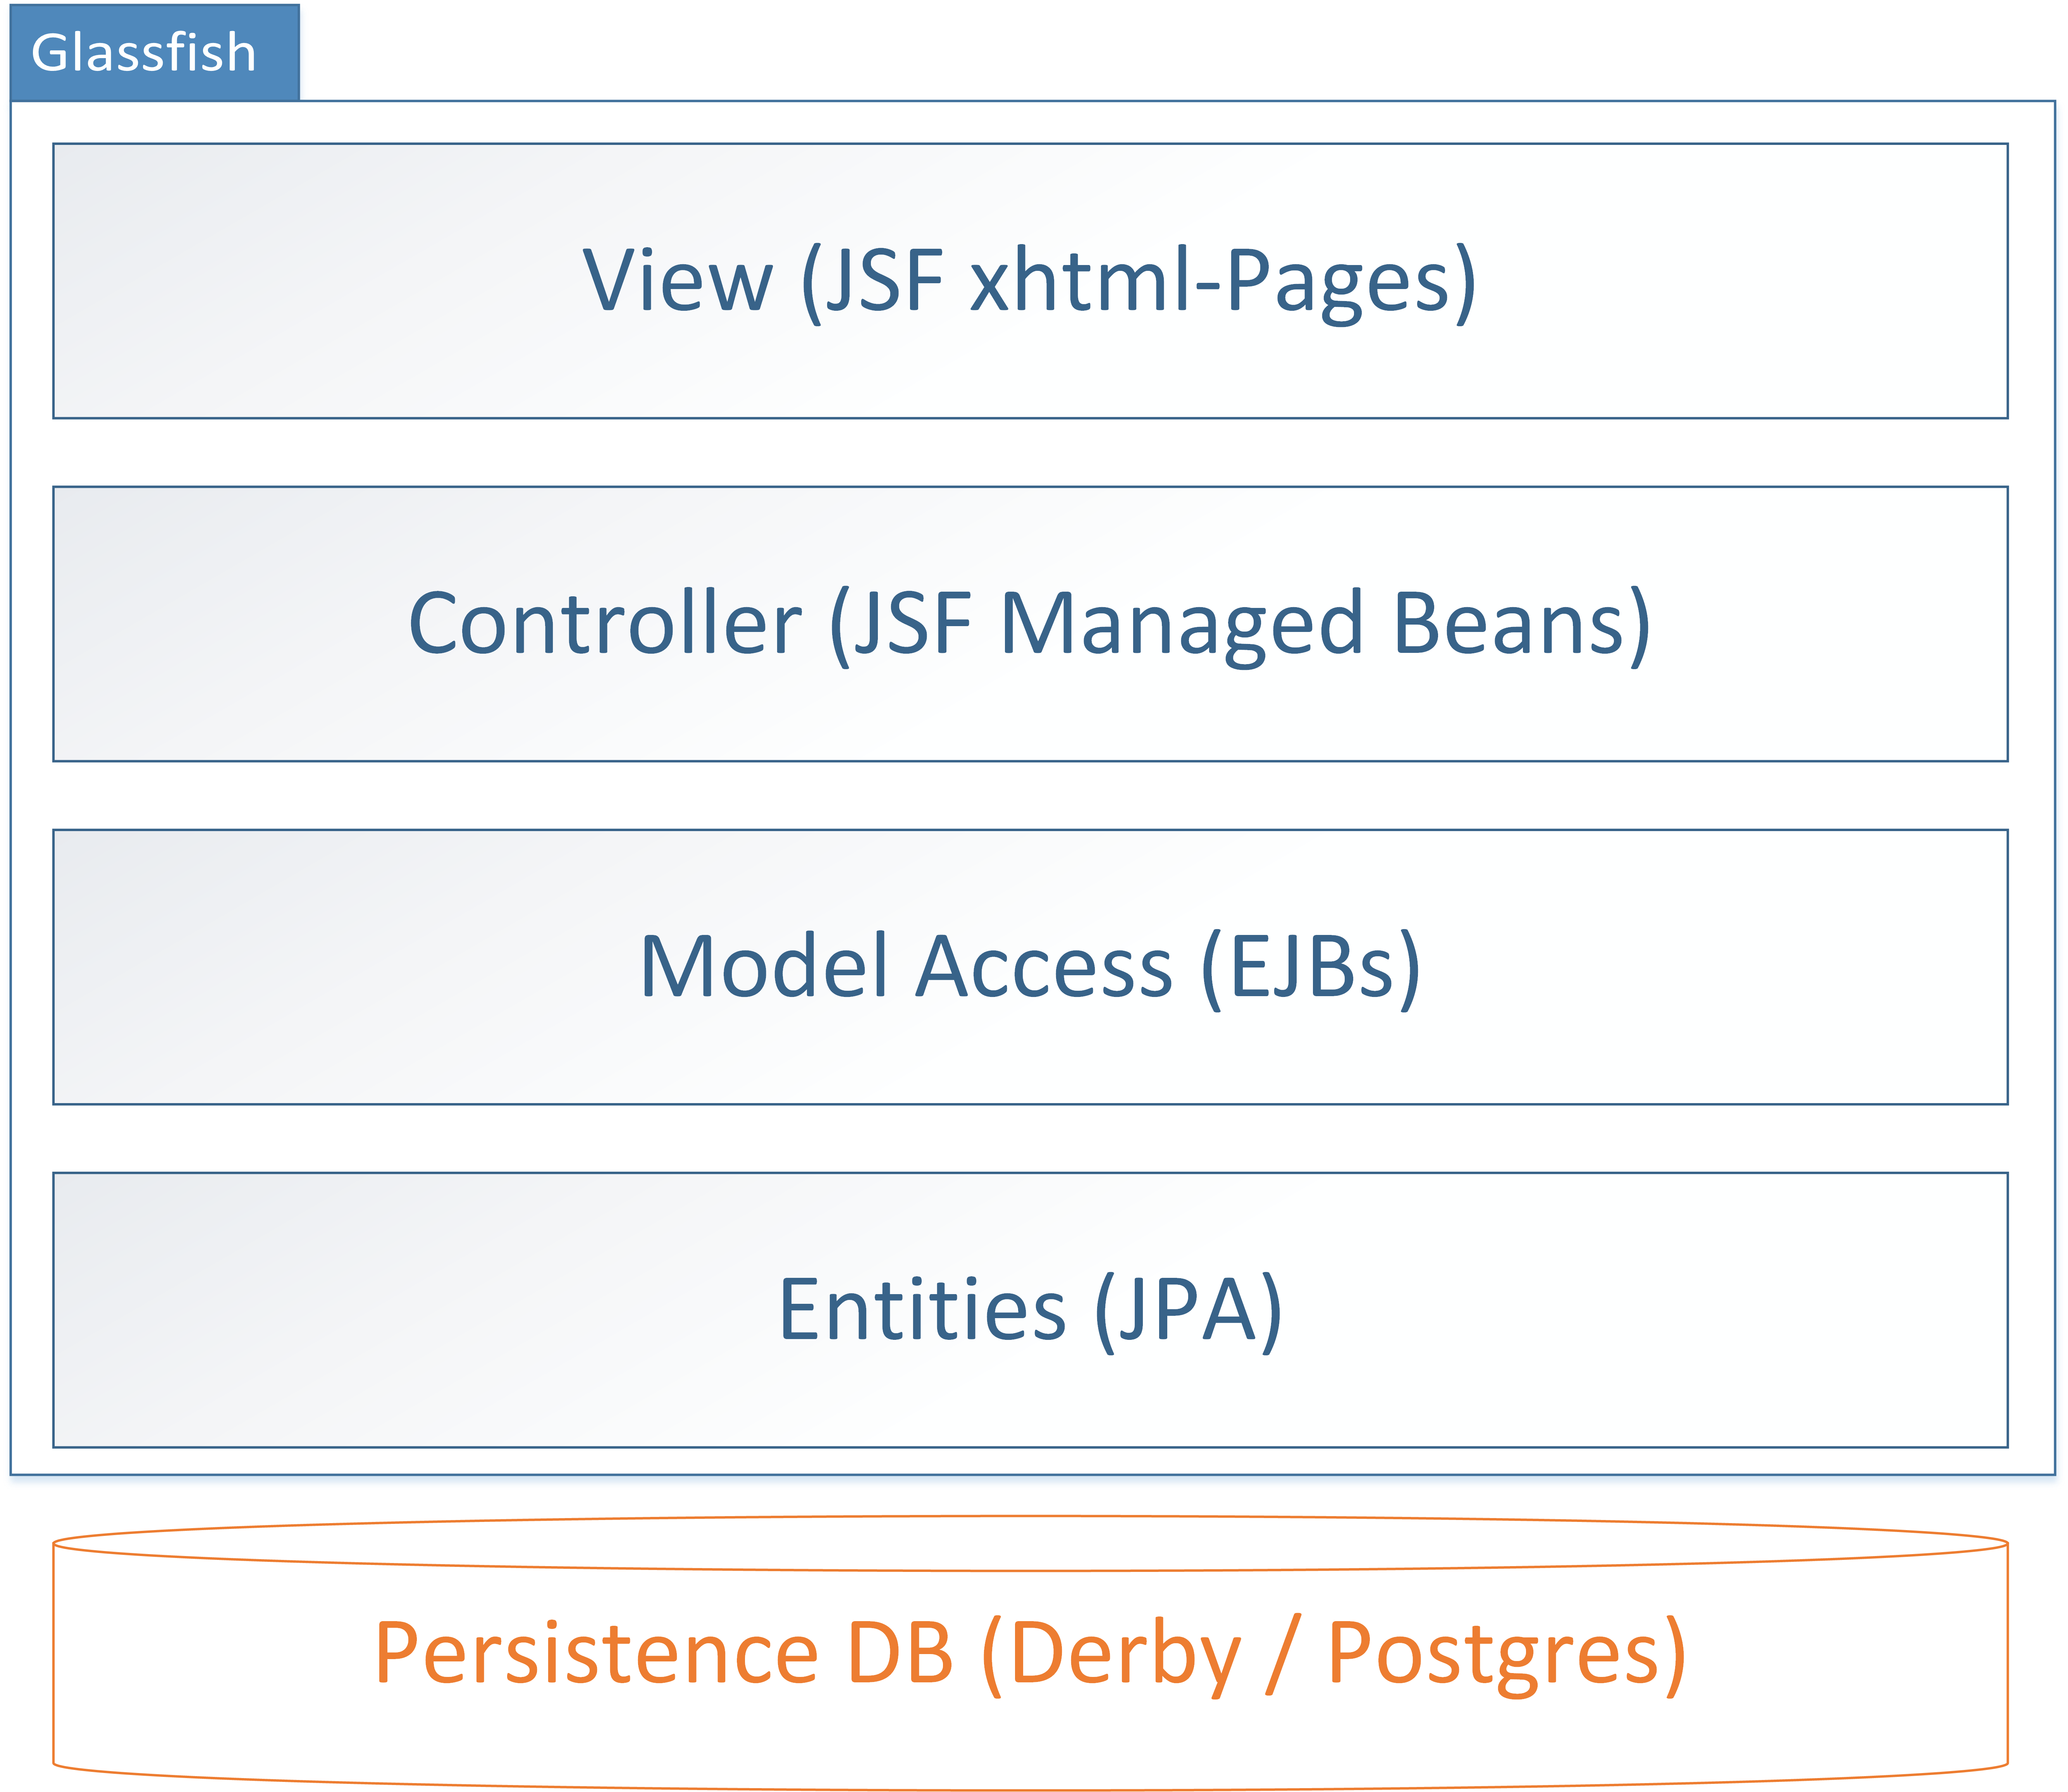 Glassfish
View (JSF xhtml-Pages)
Controller (JSF Managed Beans)
Model Access (EJBs)
Entities (JPA)
Persistence DB (Derby / Postgres)